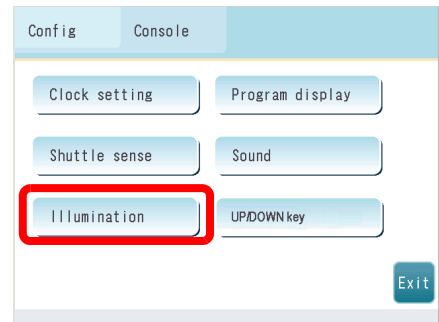 Config Console
Clock setting Program display
Shuttle sense Sound
Illumination UP/DOWN key
Exit